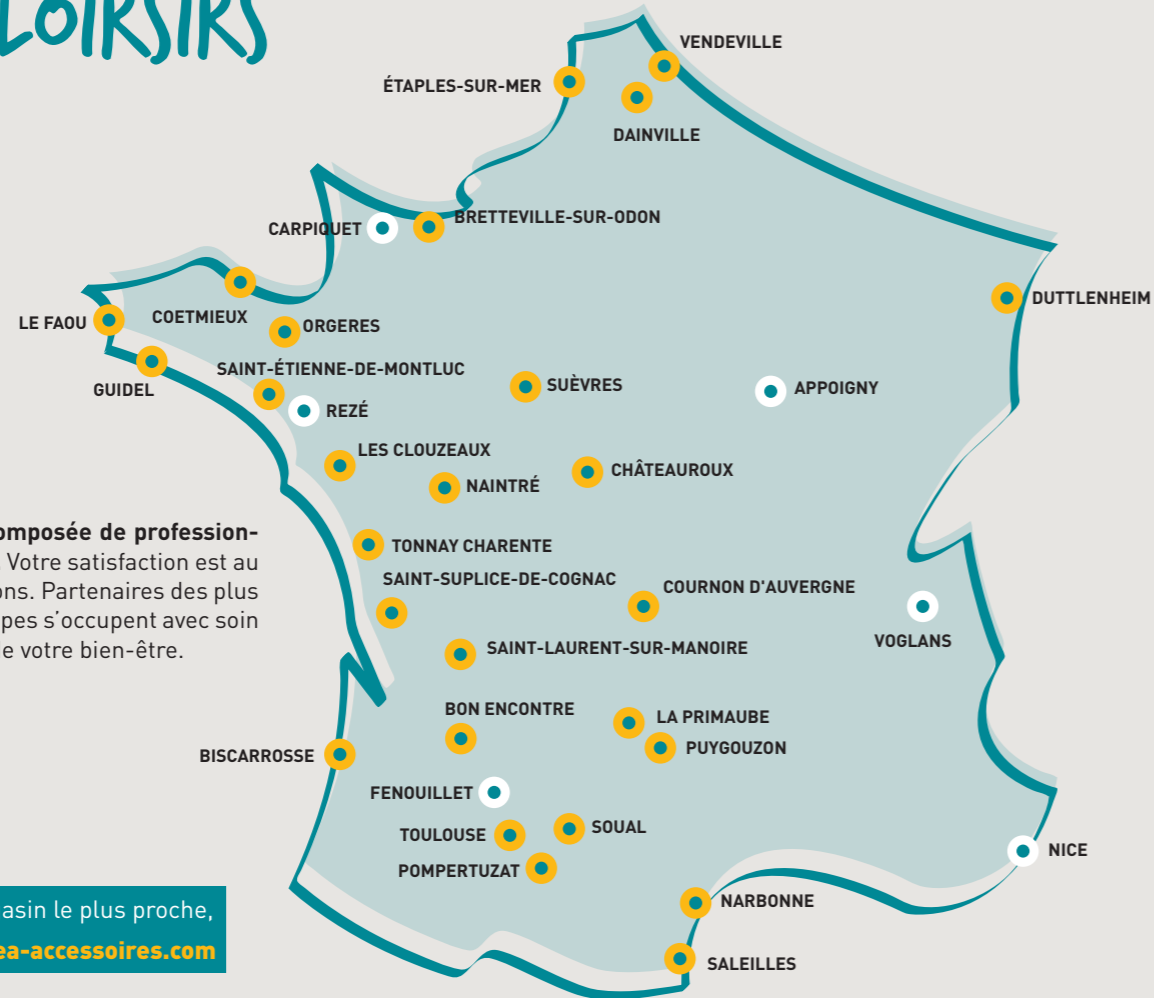 LOIRSIRS
VENDEVILLE
ÉTAPLES-SUR-MER
DAINVILLE
CARPIQUET
BRETTEVILLE-SUR-ODON
DUTTLENHEIM
LE FAOU
COETMIEUX
ORGERES
GUIDEL
SAINT-ÉTIENNE-DE-MONTLUC
SUÈVRES
APPOIGNY
REZÉ
LES CLOUZEAUX
CHÂTEAUROUX
NAINTRÉ
omposée de profession-
. Votre satisfaction est au
ons. Partenaires des plus
pes s’occupent avec soin
de votre bien-être.
TONNAY CHARENTE
SAINT-SUPLICE-DE-COGNAC
COURNON D'AUVERGNE
VOGLANS
SAINT-LAURENT-SUR-MANOIRE
BON ENCONTRE
LA PRIMAUBE
PUYGOUZON
BISCARROSSE
FENOUILLET
TOULOUSE
SOUAL
NICE
POMPERTUZAT
NARBONNE
SALEILLES
asin le plus proche,
ea-accessoires.com